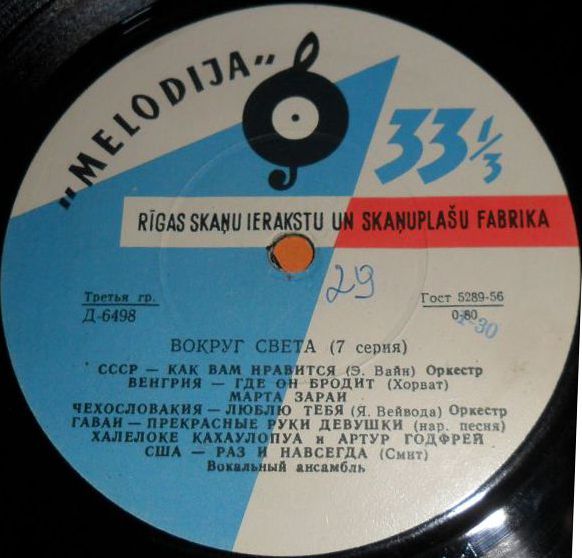 „MELODIJA“
33 1/3
RĪGAS SKAŅU IERAKSTU UN SKAŅUPLAŠU FABRIKA
29
Третья гр.
Д-6498
Гост 5289-56
0-80
1-30
ВОКРУГ СВЕТА (7 серия)
СССР — КАК ВАМ НРАВИТСЯ (Э. Вайн) Оркестр
ВЕНГРИЯ — ГДЕ ОН БРОДИТ (Хорват)
МАРТА ЗАРАИ
ЧЕХОСЛОВАКИЯ — ЛЮБЛЮ ТЕБЯ (Я. Вейвода) Оркестр
ГАВАИ — ПРЕКРАСНЫЕ РУКИ ДЕВУШКИ (нар. песня)
ХАЛЕЛОКЕ КАХАУЛОПУА и АРТУР ГОДФРЕЙ
США — РАЗ И НАВСЕГДА (Смит)
Вокальный ансамбль